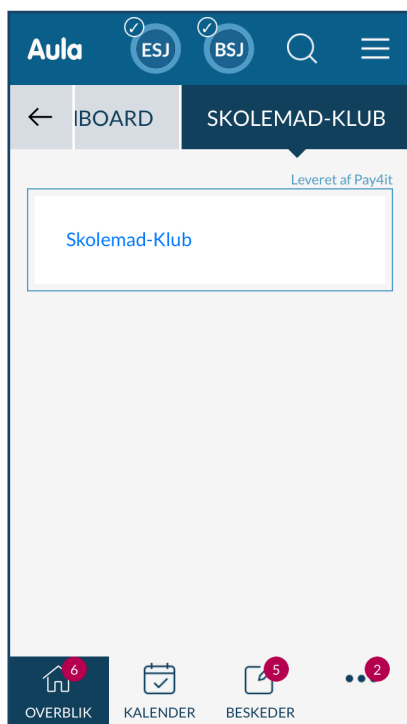 Aula ESJ BSJ
IBOARD SKOLEMAD-KLUB
Leveret af Pay4it
Skolemad-Klub
6 5 2
OVERBLIK KALENDER BESKEDER